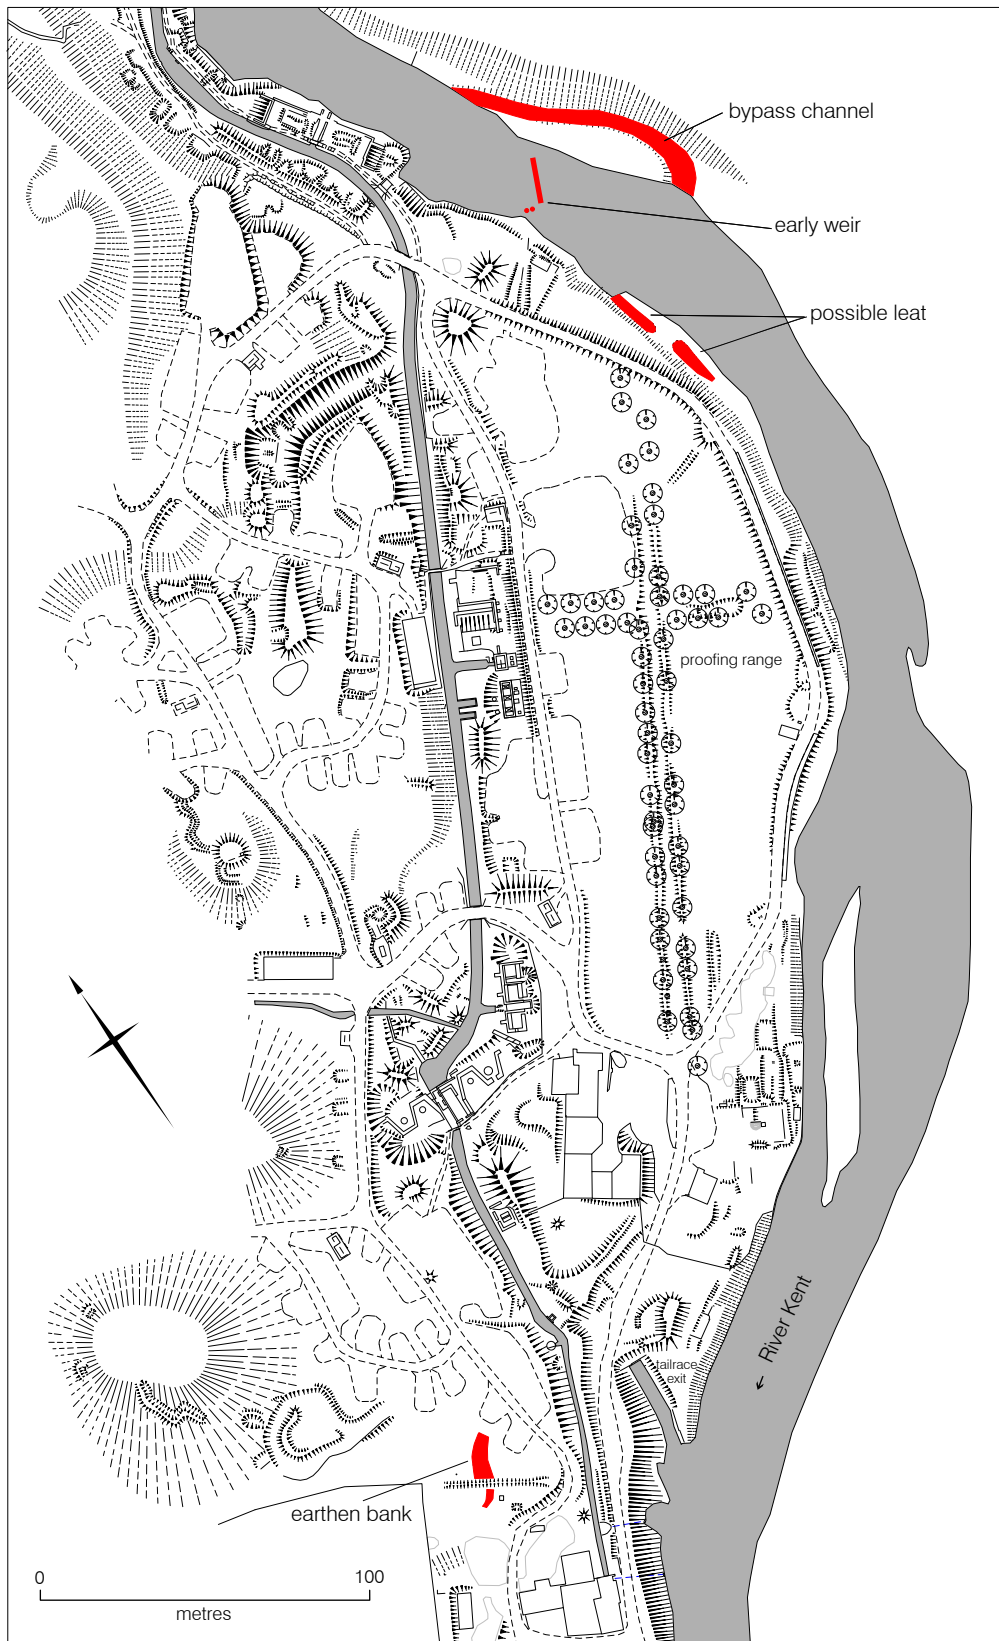 bypass channel
early weir
possible leat
proofing range
← River Kent
tailrace
exit
earthen bank
0 100
metres